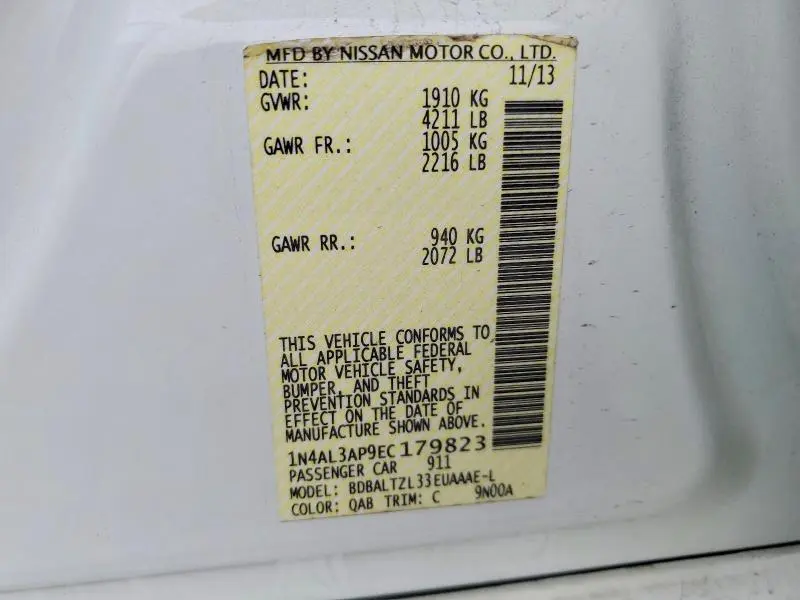 MFD BY NISSAN MOTOR CO., LTD.
DATE: 11/13
GVWR: 1910 KG
4211 LB
GAWR FR.: 1005 KG
2216 LB
GAWR RR.: 940 KG
2072 LB
THIS VEHICLE CONFORMS TO
ALL APPLICABLE FEDERAL
MOTOR VEHICLE SAFETY,
BUMPER, AND THEFT
PREVENTION STANDARDS IN
EFFECT ON THE DATE OF
MANUFACTURE SHOWN ABOVE.
1N4AL3AP9EC179823
PASSENGER CAR 911
MODEL: BDBALTZL33EUAAAE-L
COLOR: QAB TRIM: C 9N00A